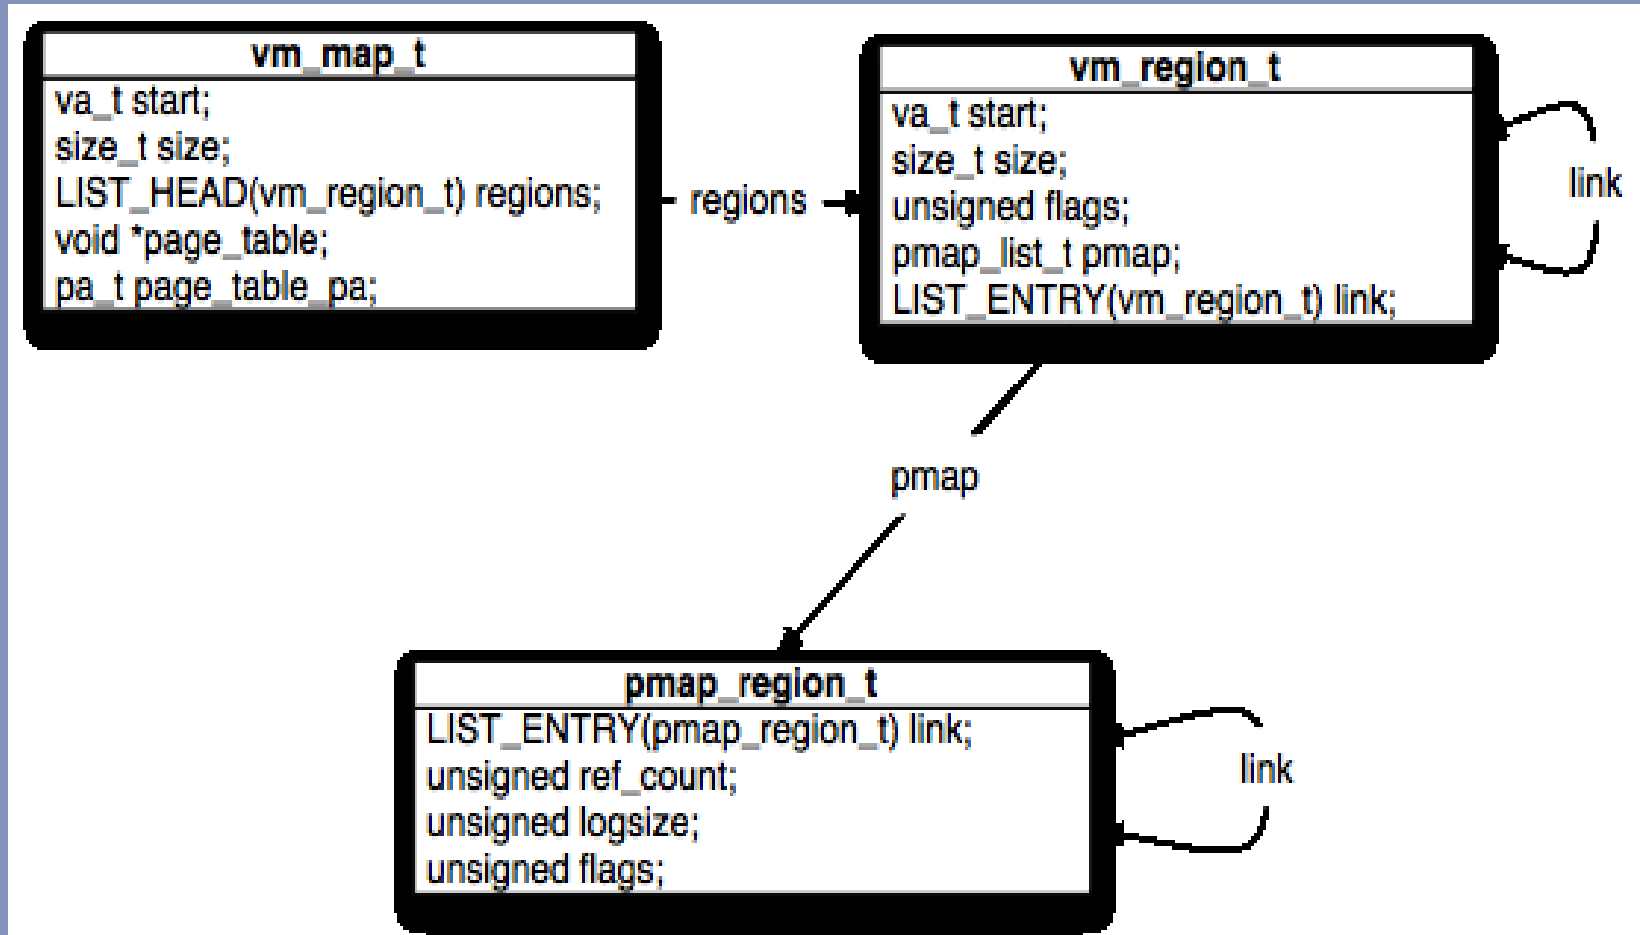 vm_map_t
va_t start;
size_t size;
LIST_HEAD(vm_region_t) regions;
void *page_table;
pa_t page_table_pa;
regions
vm_region_t
va_t start;
size_t size;
unsigned flags;
pmap_list_t pmap;
LIST_ENTRY(vm_region_t) link;
link
pmap
pmap_region_t
LIST_ENTRY(pmap_region_t) link;
unsigned ref_count;
unsigned logsize;
unsigned flags;
link